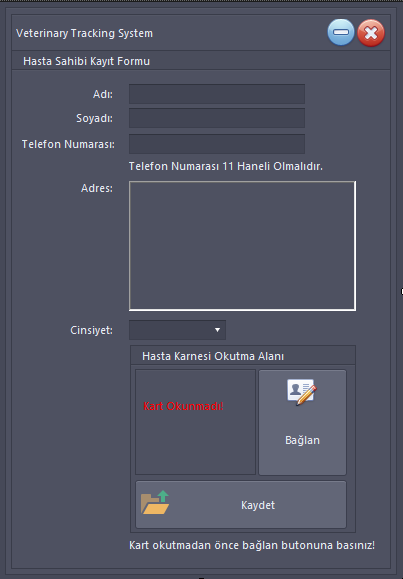 Veterinary Tracking System
Hasta Sahibi Kayıt Formu
Adı:
Soyadı:
Telefon Numarası:
Telefon Numarası 11 Haneli Olmalıdır.
Adres:
Cinsiyet:
Hasta Karnesi Okutma Alanı
Kart Okunmadı!
Bağlan
Kaydet
Kart okutmadan önce bağlan butonuna basınız!